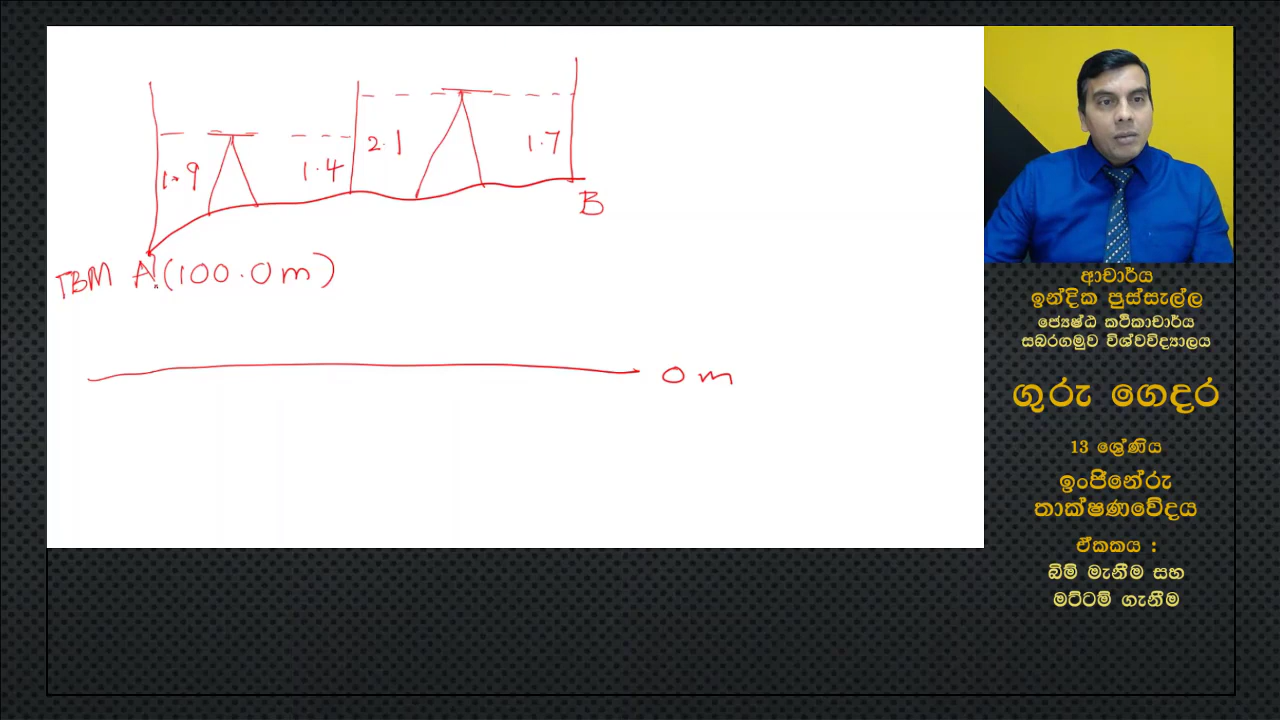 1.9
1.4
2.1
1.7
B
TBM A (100.0m)
0 m
ආචාර්ය
ඉන්දික පුස්සැල්ල
ජ්‍යෙෂ්ඨ කථිකාචාර්ය
සබරගමුව විශ්වවිද්‍යාලය
ගුරු ගෙදර
13 ශ්‍රේණිය
ඉංජිනේරු
තාක්ෂණවේදය
ඒකකය :
බිම් මැනීම සහ
මට්ටම් ගැනීම